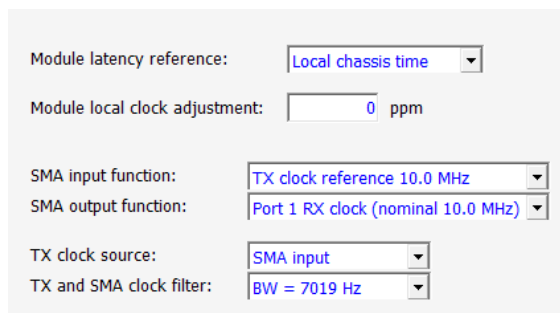 Module latency reference: Local chassis time
Module local clock adjustment: 0 ppm
SMA input function: TX clock reference 10.0 MHz
SMA output function: Port 1 RX clock (nominal 10.0 MHz)
TX clock source: SMA input
TX and SMA clock filter: BW = 7019 Hz